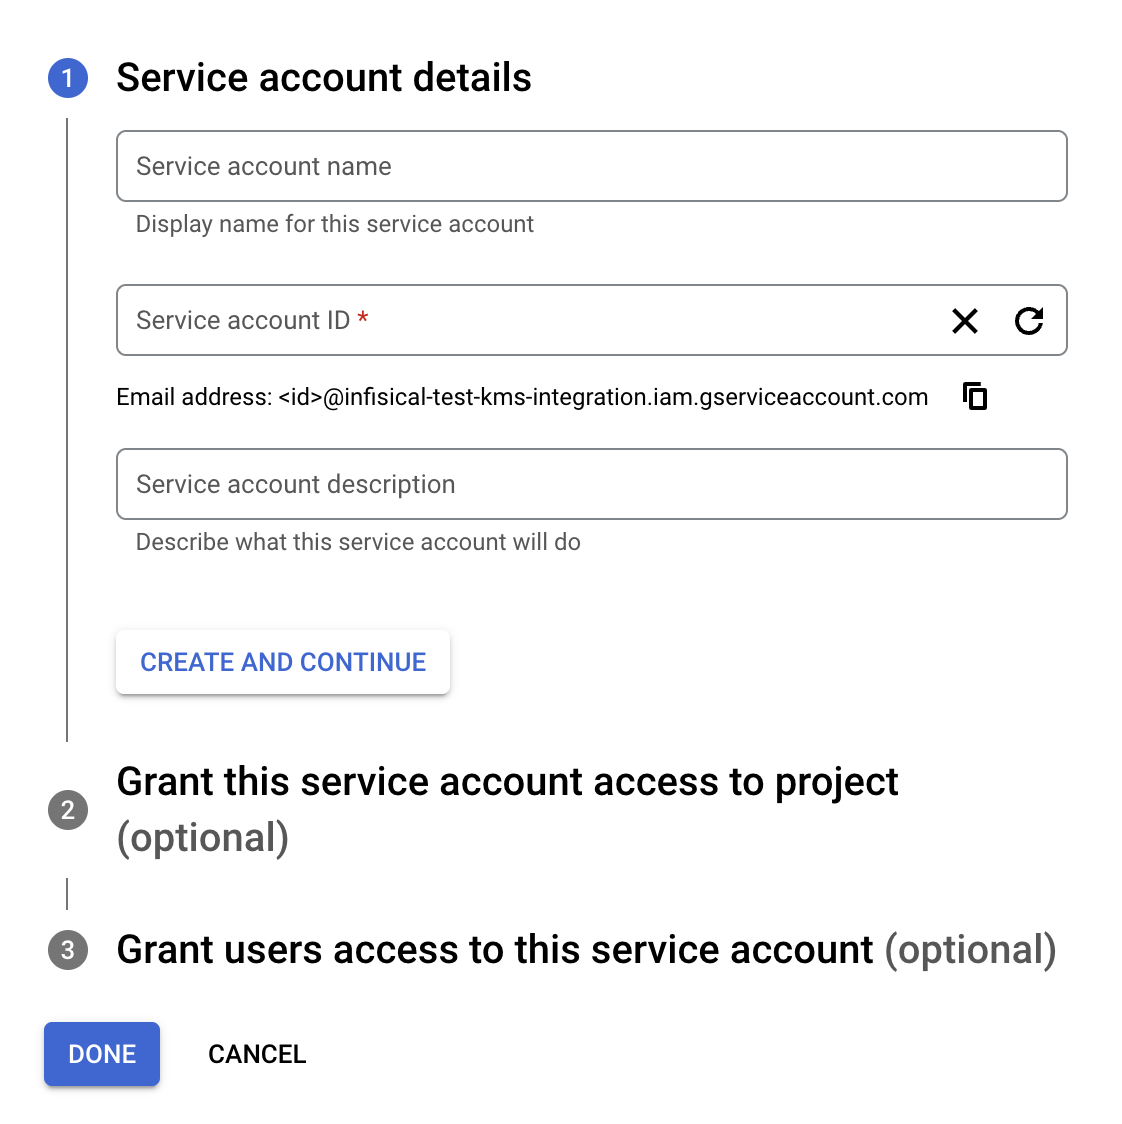 1 Service account details
Service account name
Display name for this service account
Service account ID *
Email address: <id>@infisical-test-kms-integration.iam.gserviceaccount.com
Service account description
Describe what this service account will do
CREATE AND CONTINUE
2 Grant this service account access to project
(optional)
3 Grant users access to this service account (optional)
DONE CANCEL